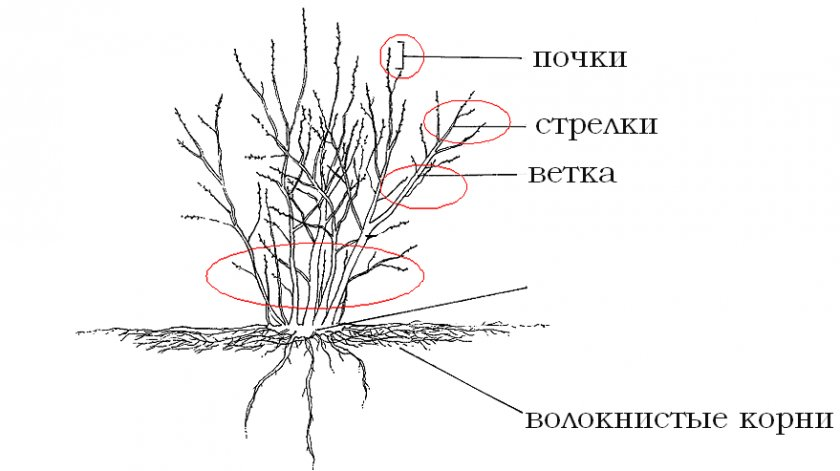 почки
стрелки
ветка
волокнистые корни